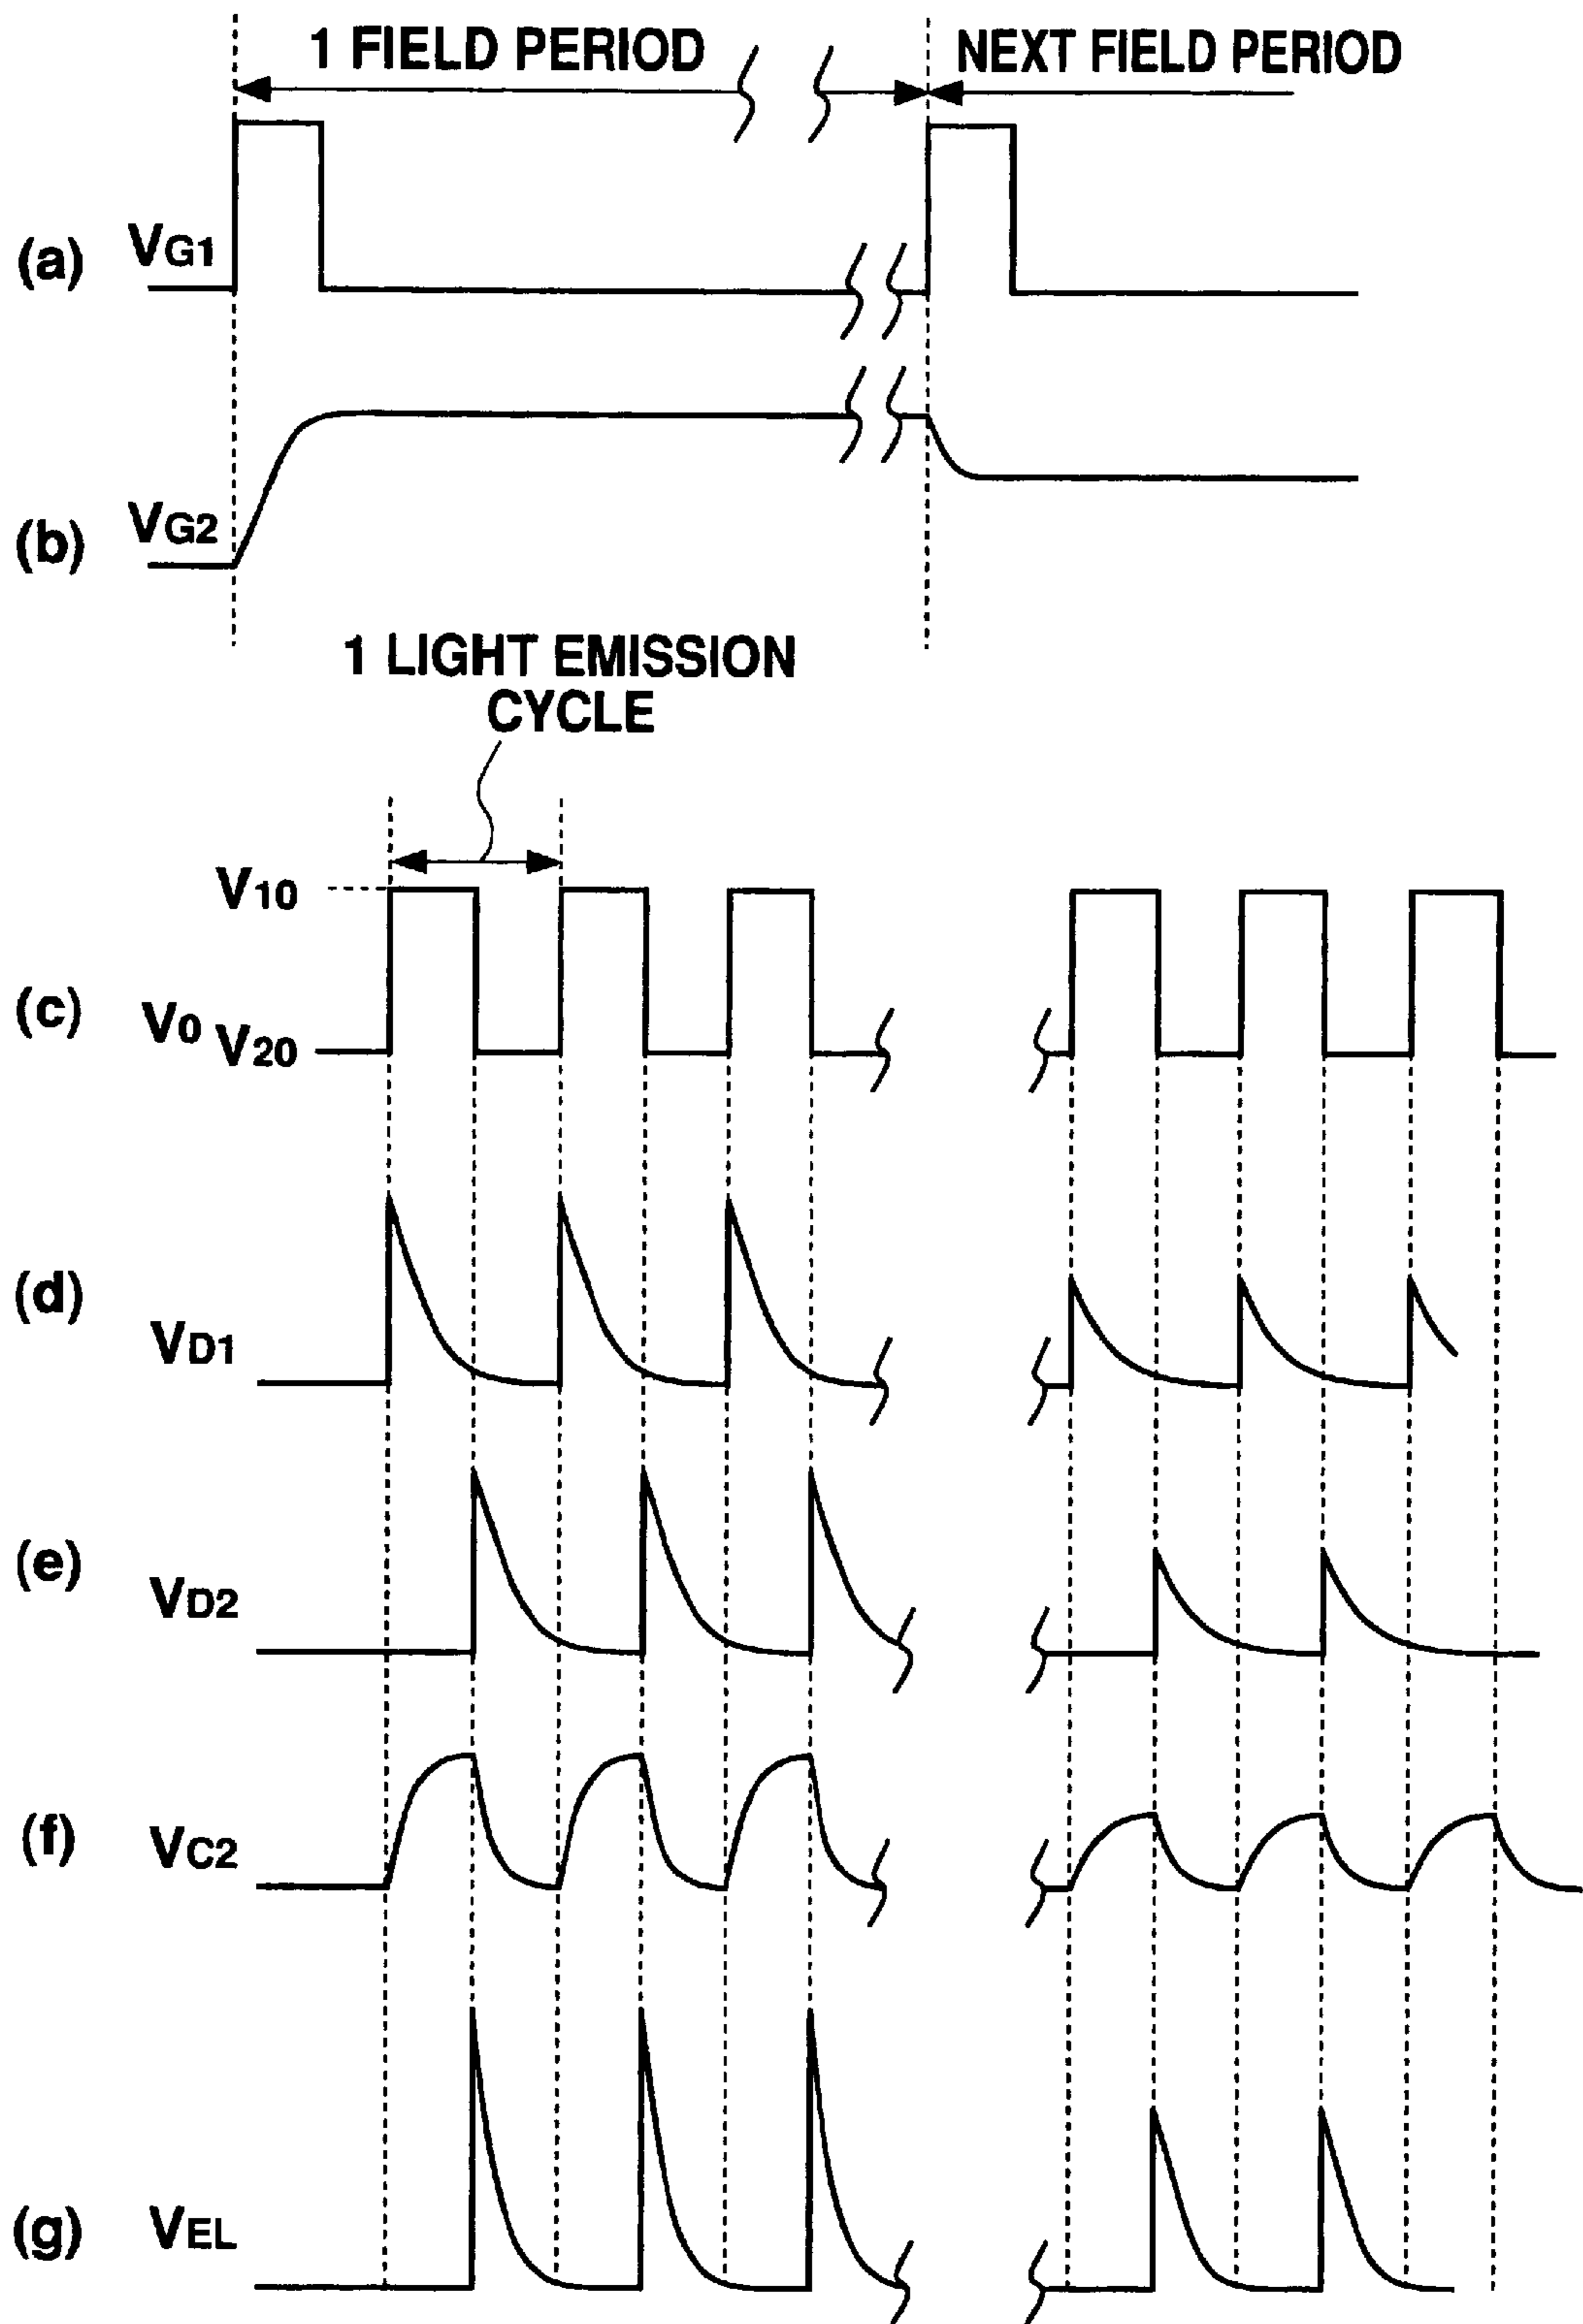 1 FIELD PERIOD
NEXT FIELD PERIOD
(a) VG1
(b) VG2
1 LIGHT EMISSION
CYCLE
V10
(c) V0 V20
(d) VD1
(e) VD2
(f) VC2
(g) VEL